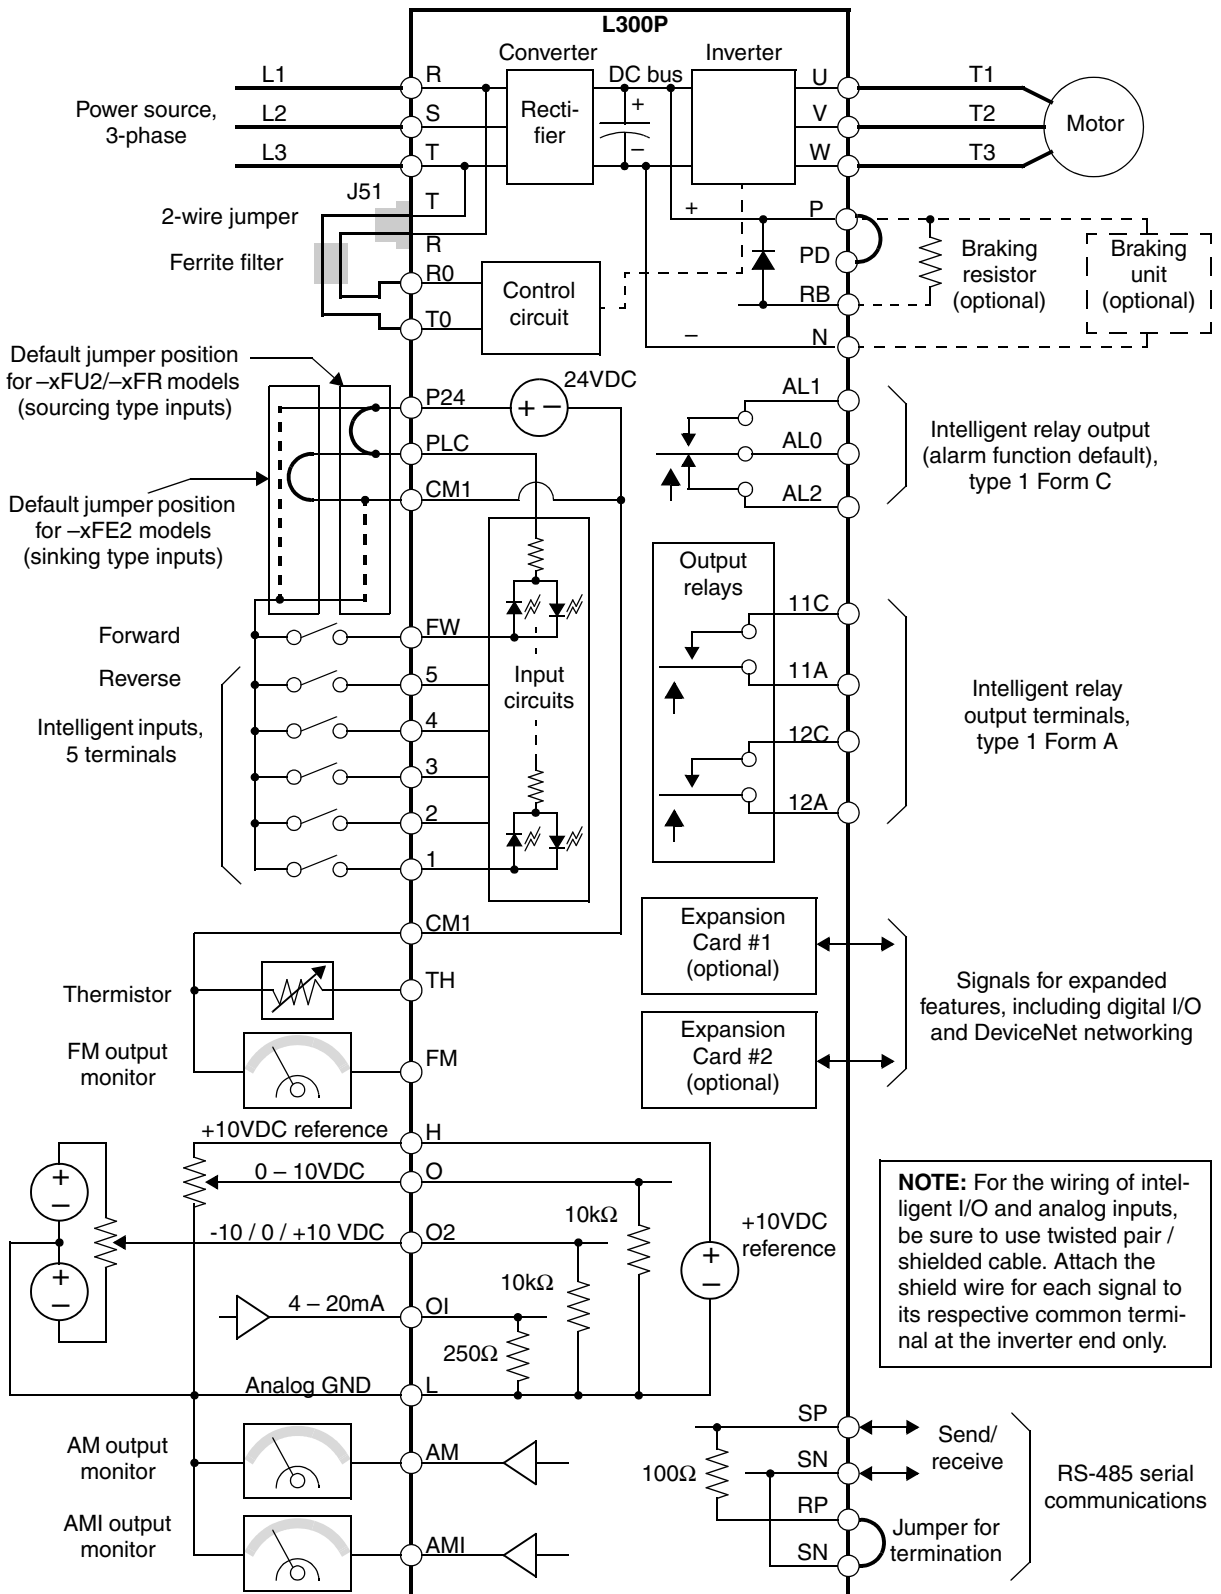 L300P
Converter
Inverter
DC bus
Power source,
3-phase
L1
L2
L3
R
S
T
Recti-
fier
+
–
U
V
W
T1
T2
T3
Motor
J51
T
R
2-wire jumper
Ferrite filter
R0
T0
Control
circuit
+
–
P
PD
RB
N
Braking
resistor
(optional)
Braking
unit
(optional)
Default jumper position
for –xFU2/–xFR models
(sourcing type inputs)
Default jumper position
for –xFE2 models
(sinking type inputs)
P24
PLC
CM1
+ –
24VDC
AL1
AL0
AL2
Intelligent relay output
(alarm function default),
type 1 Form C
Forward
Reverse
Intelligent inputs,
5 terminals
FW
5
4
3
2
1
Input
circuits
Output
relays
11C
11A
12C
12A
Intelligent relay
output terminals,
type 1 Form A
CM1
TH
FM
Thermistor
FM output
monitor
Expansion
Card #1
(optional)
Expansion
Card #2
(optional)
Signals for expanded
features, including digital I/O
and DeviceNet networking
+10VDC reference
H
0 – 10VDC
O
-10 / 0 / +10 VDC
O2
4 – 20mA
OI
Analog GND
L
+
–
+
–
10kΩ
10kΩ
250Ω
+
–
+10VDC
reference
NOTE: For the wiring of intel-
ligent I/O and analog inputs,
be sure to use twisted pair /
shielded cable. Attach the
shield wire for each signal to
its respective common termi-
nal at the inverter end only.
AM output
monitor
AM
AMI output
monitor
AMI
100Ω
SP
SN
RP
SN
Send/
receive
Jumper for
termination
RS-485 serial
communications